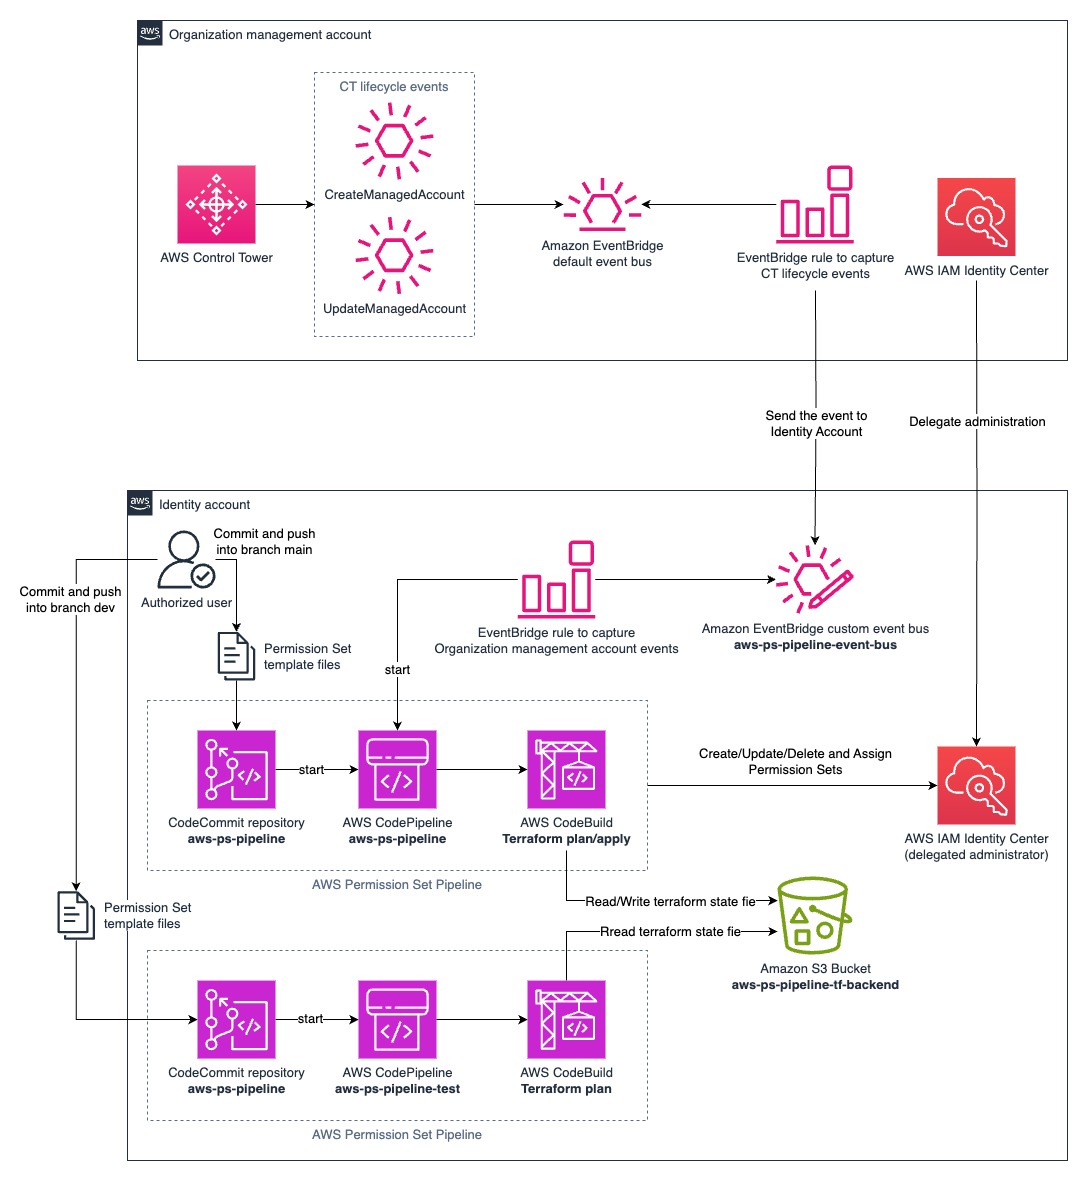 aws
Organization management account
CT lifecycle events
CreateManagedAccount
UpdateManagedAccount
AWS Control Tower
Amazon EventBridge
default event bus
EventBridge rule to capture
CT lifecycle events
AWS IAM Identity Center
Send the event to
Identity Account
Delegate administration
aws
Identity account
Commit and push
into branch main
Authorized user
Commit and push
into branch dev
Permission Set
template files
start
EventBridge rule to capture
Organization management account events
Amazon EventBridge custom event bus
aws-ps-pipeline-event-bus
start
CodeCommit repository
aws-ps-pipeline
AWS CodePipeline
aws-ps-pipeline
AWS CodeBuild
Terraform plan/apply
AWS Permission Set Pipeline
Create/Update/Delete and Assign
Permission Sets
AWS IAM Identity Center
(delegated administrator)
Permission Set
template files
Read/Write terraform state fie
Rread terraform state fie
Amazon S3 Bucket
aws-ps-pipeline-tf-backend
start
CodeCommit repository
aws-ps-pipeline
AWS CodePipeline
aws-ps-pipeline-test
AWS CodeBuild
Terraform plan
AWS Permission Set Pipeline